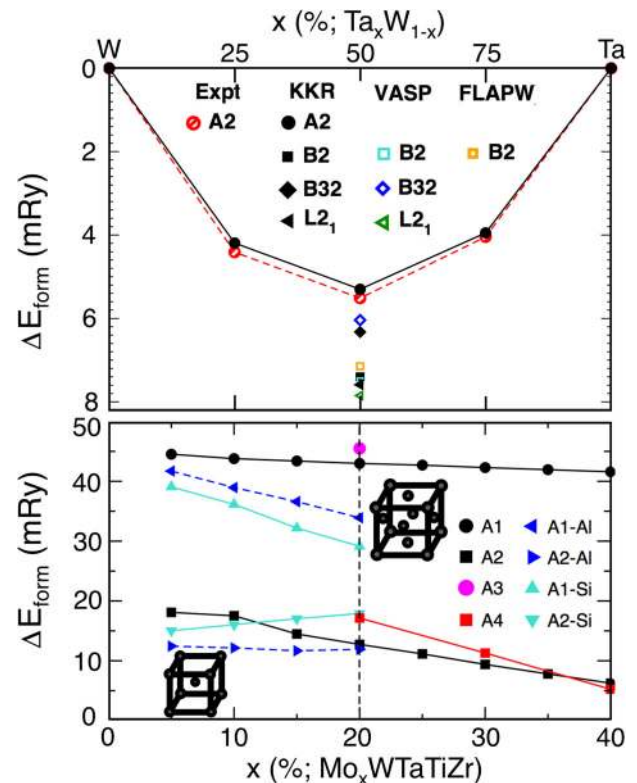 x (%; TaₓW₁₋ₓ)
W 25 50 75 Ta
0
2
4
6
8
ΔE_form (mRy)
Expt KKR VASP FLAPW
A2 A2
B2 B2 B2
B32 B32
L2₁ L2₁
50
40
30
20
10
0
ΔE_form (mRy)
A1 A1-Al
A2 A2-Al
A3 A1-Si
A4 A2-Si
0 10 20 30 40
x (%; MoₓWTaTiZr)